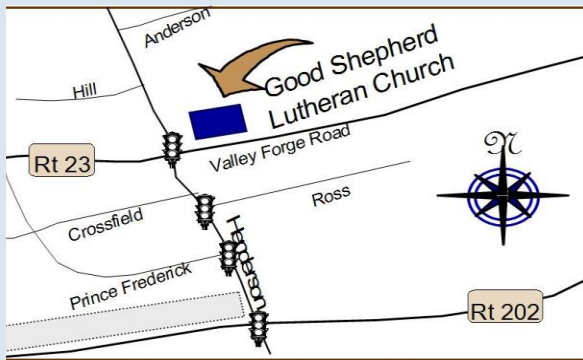 Anderson
Good Shepherd
Lutheran Church
Hill
N
Valley Forge Road
Rt 23
Ross
Crossfield
Henderson
Prince Frederick
Rt 202